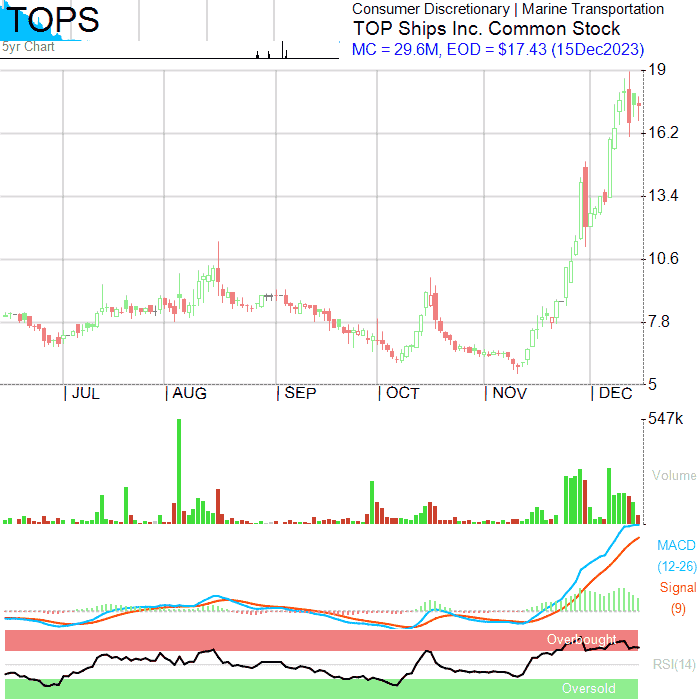 TOPS
Consumer Discretionary | Marine Transportation
TOP Ships Inc. Common Stock
MC = 29.6M, EOD = $17.43 (15Dec2023)
5yr Chart
19
16.2
13.4
10.6
7.8
5
JUL AUG SEP OCT NOV DEC
547k
Volume
MACD
(12-26)
Signal
(9)
Overbought
RSI(14)
Oversold